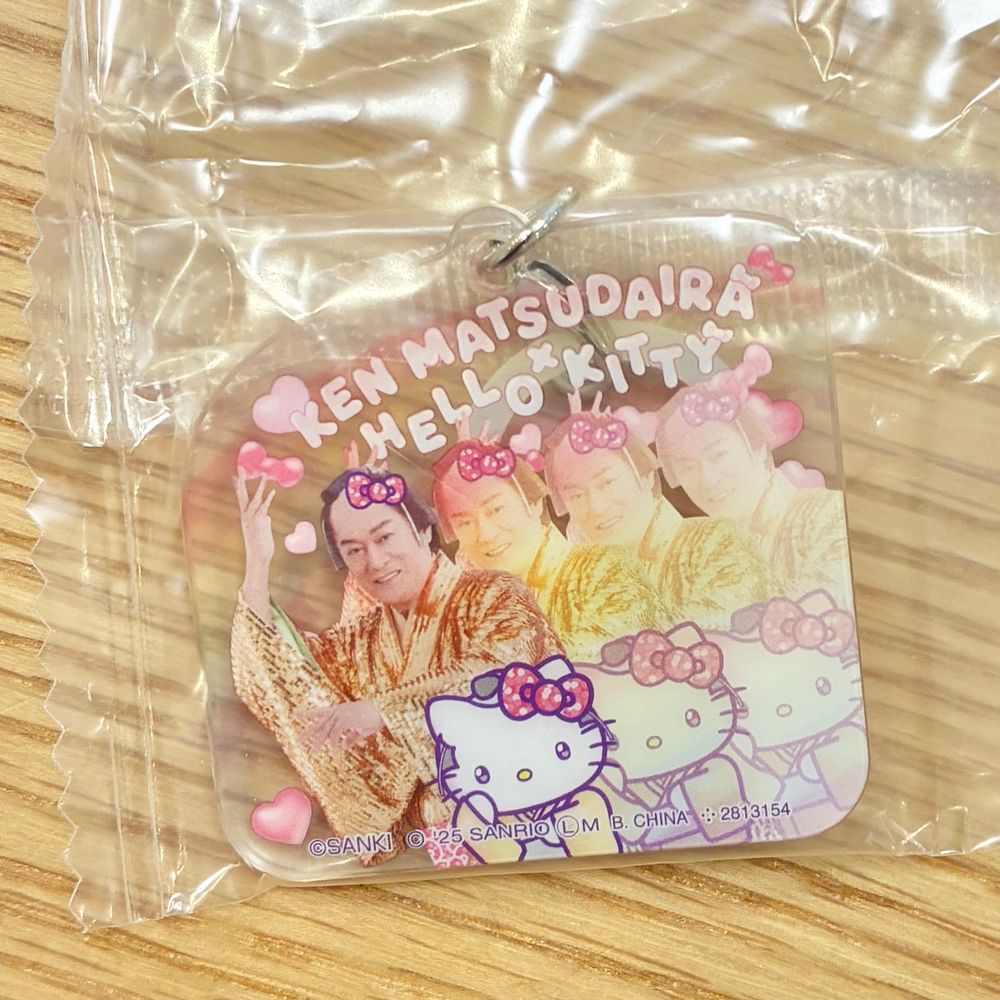 KEN MATSUDAIRA
×
HELLO KITTY
©SANKI © '25 SANRIO Ⓛ M B. CHINA 2813154